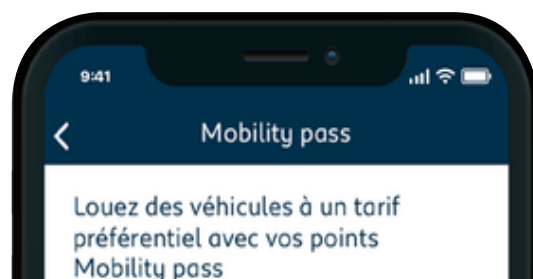 9:41
Mobility pass
Louez des véhicules à un tarif
préférentiel avec vos points
Mobility pass